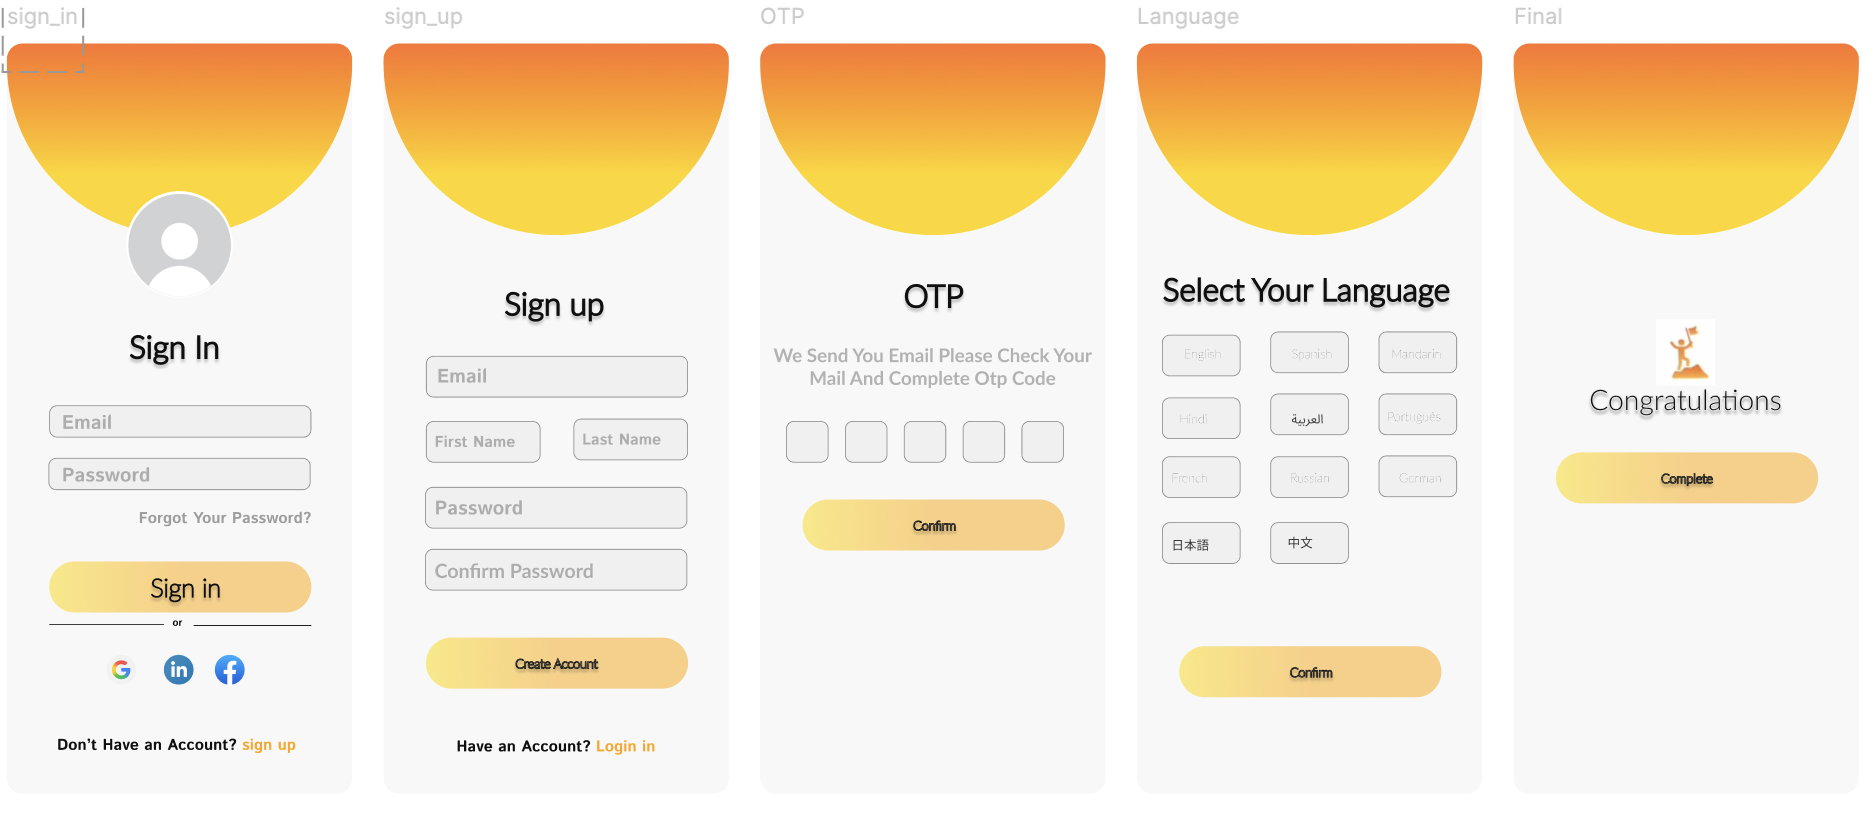 sign_in
Sign In
Email
Password
Forgot Your Password?
Sign in
or
G
in
f
Don't Have an Account? sign up
sign_up
Sign up
Email
First Name
Last Name
Password
Confirm Password
Create Account
Have an Account? Login in
OTP
OTP
We Send You Email Please Check Your
Mail And Complete Otp Code
Confirm
Language
Select Your Language
English
Spanish
Mandarin
Hindi
العربية
Português
French
Russian
German
日本語
中文
Confirm
Final
Congratulations
Complete